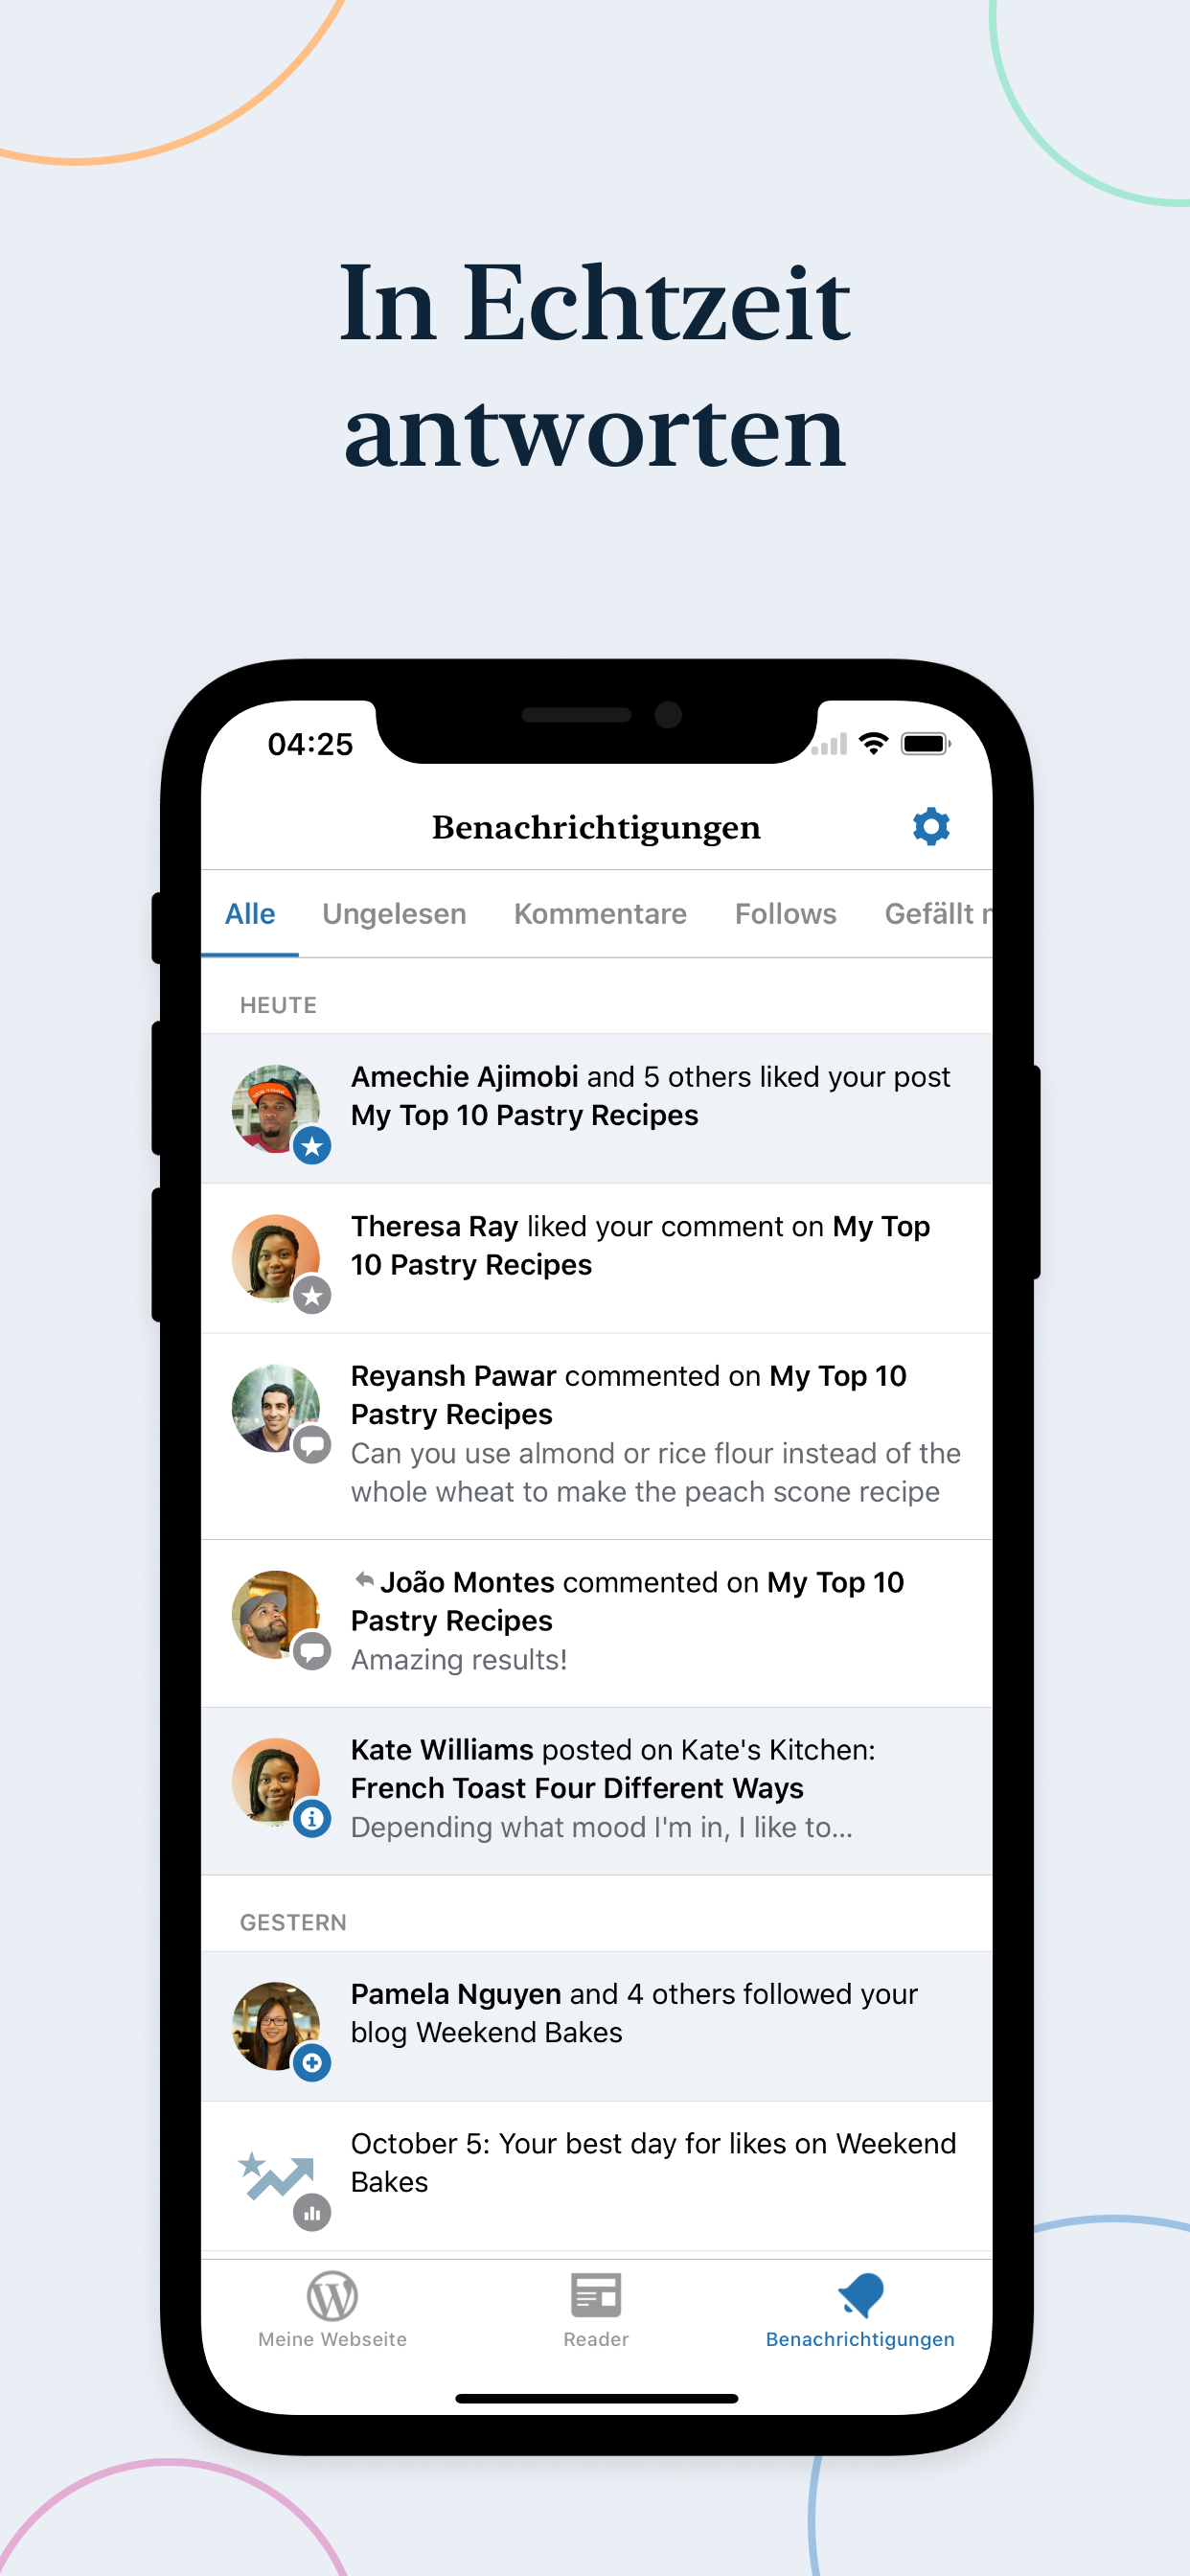 In Echtzeit
antworten
04:25
Benachrichtigungen
Alle Ungelesen Kommentare Follows Gefällt
HEUTE
Amechie Ajimobi and 5 others liked your post
My Top 10 Pastry Recipes
Theresa Ray liked your comment on My Top
10 Pastry Recipes
Reyansh Pawar commented on My Top 10
Pastry Recipes
Can you use almond or rice flour instead of the
whole wheat to make the peach scone recipe
João Montes commented on My Top 10
Pastry Recipes
Amazing results!
Kate Williams posted on Kate's Kitchen:
French Toast Four Different Ways
Depending what mood I'm in, I like to...
GESTERN
Pamela Nguyen and 4 others followed your
blog Weekend Bakes
October 5: Your best day for likes on Weekend
Bakes
Meine Webseite Reader Benachrichtigungen